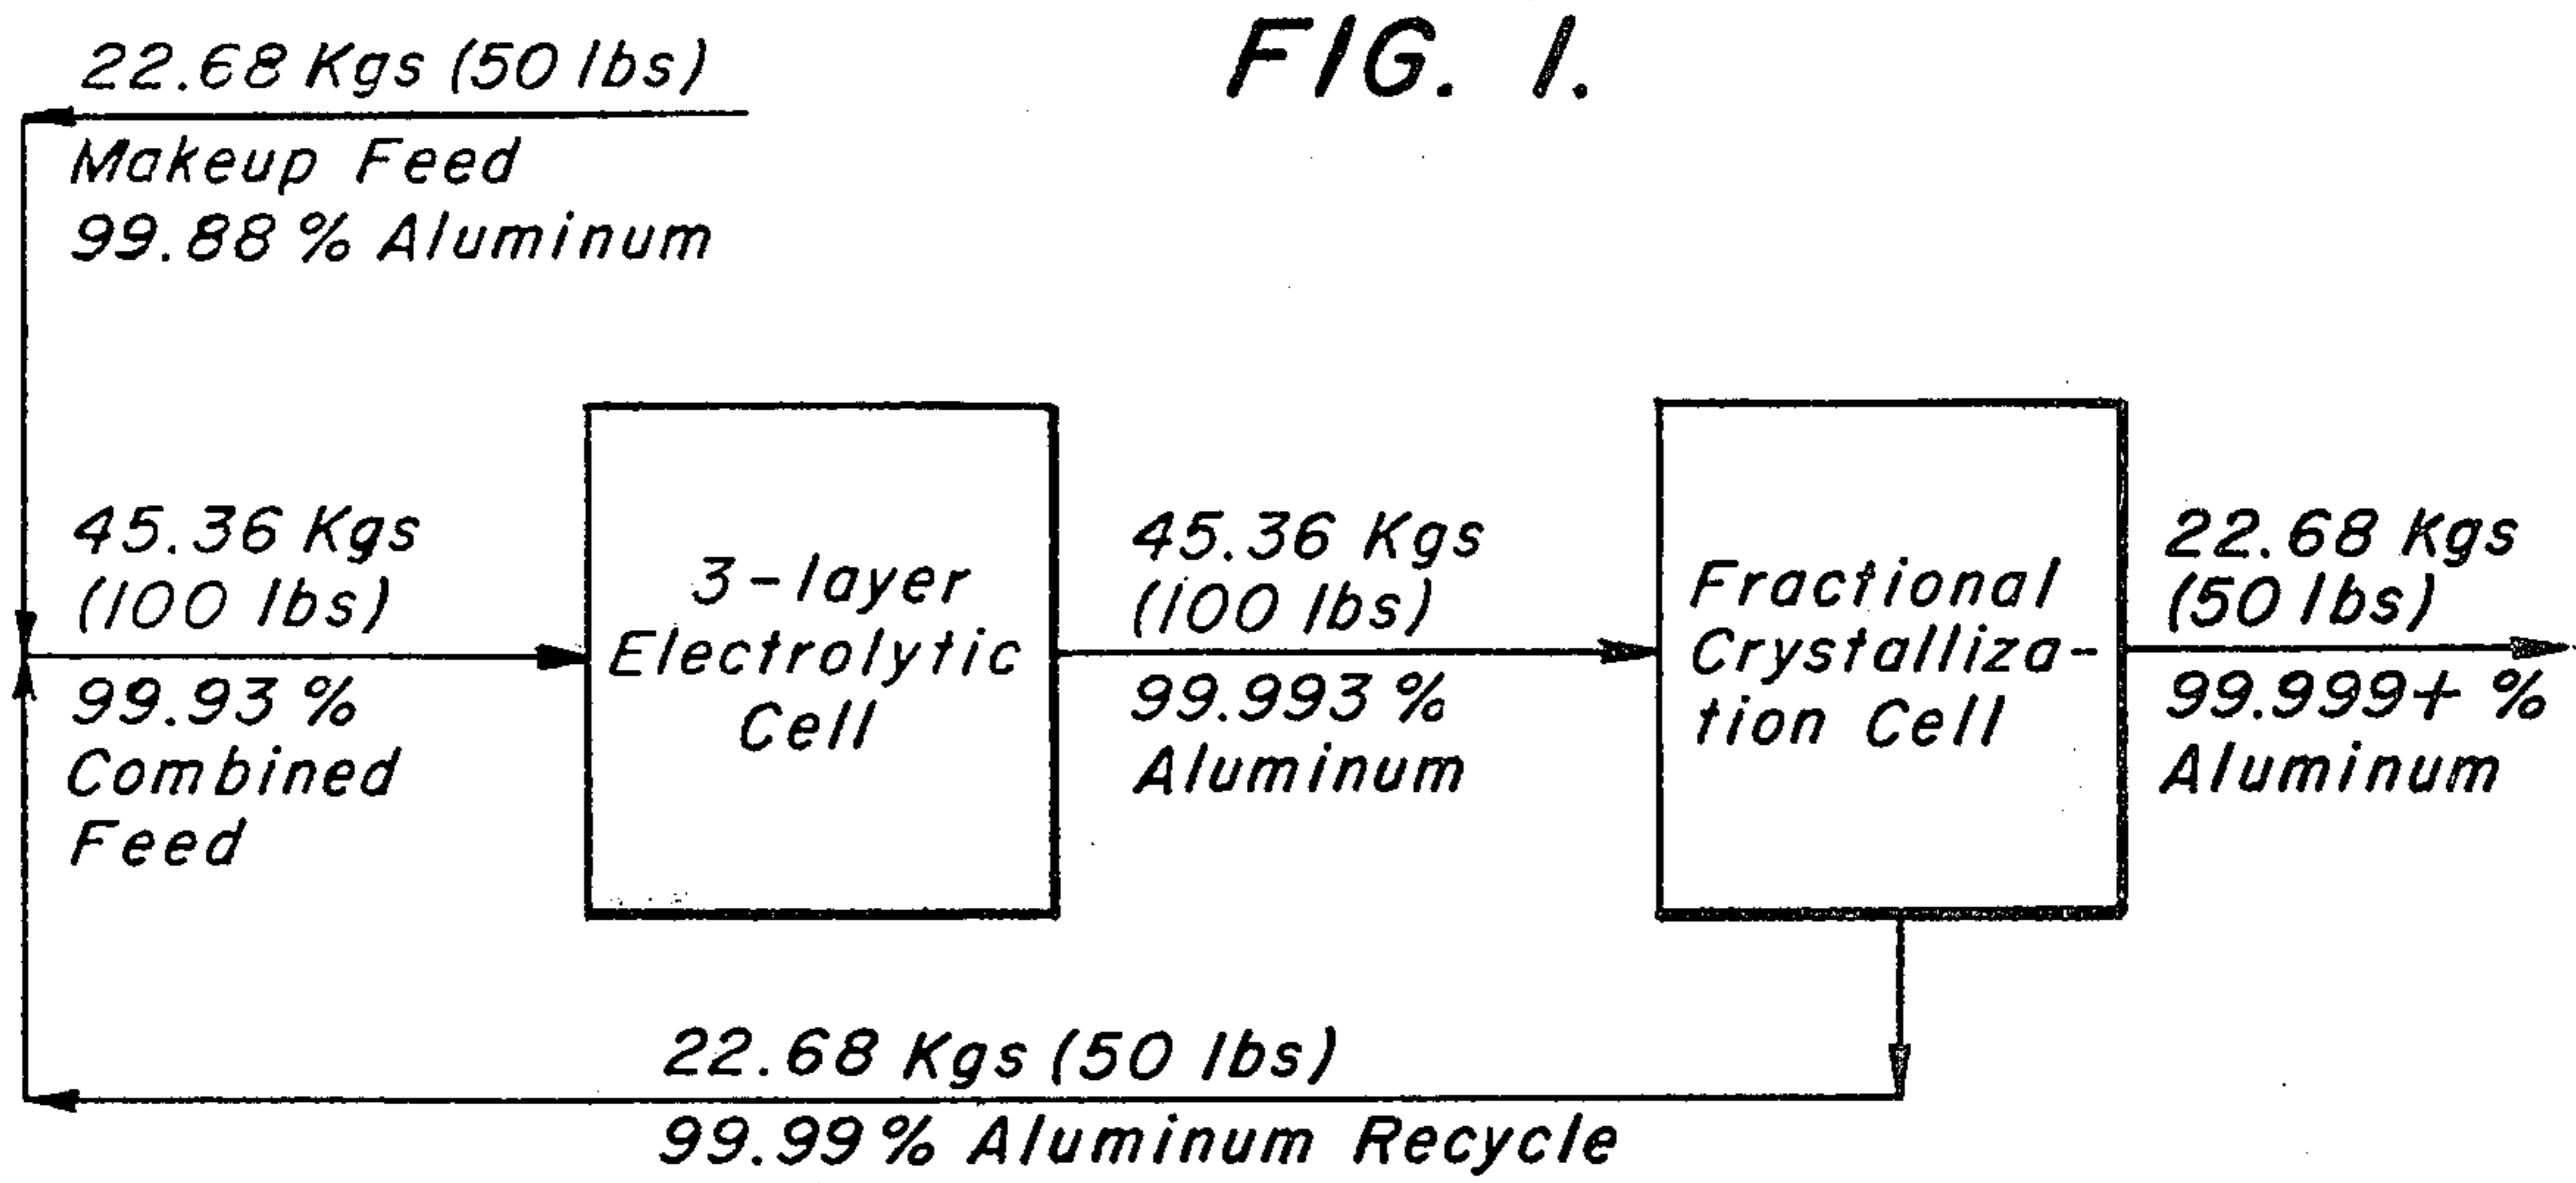 FIG. 1.
22.68 Kgs (50 lbs)
Makeup Feed
99.88% Aluminum
45.36 Kgs
(100 lbs)
99.93%
Combined
Feed
3-layer
Electrolytic
Cell
45.36 Kgs
(100 lbs)
99.993%
Aluminum
Fractional
Crystalliza-
tion Cell
22.68 Kgs
(50 lbs)
99.999+ %
Aluminum
22.68 Kgs (50 lbs)
99.99% Aluminum Recycle